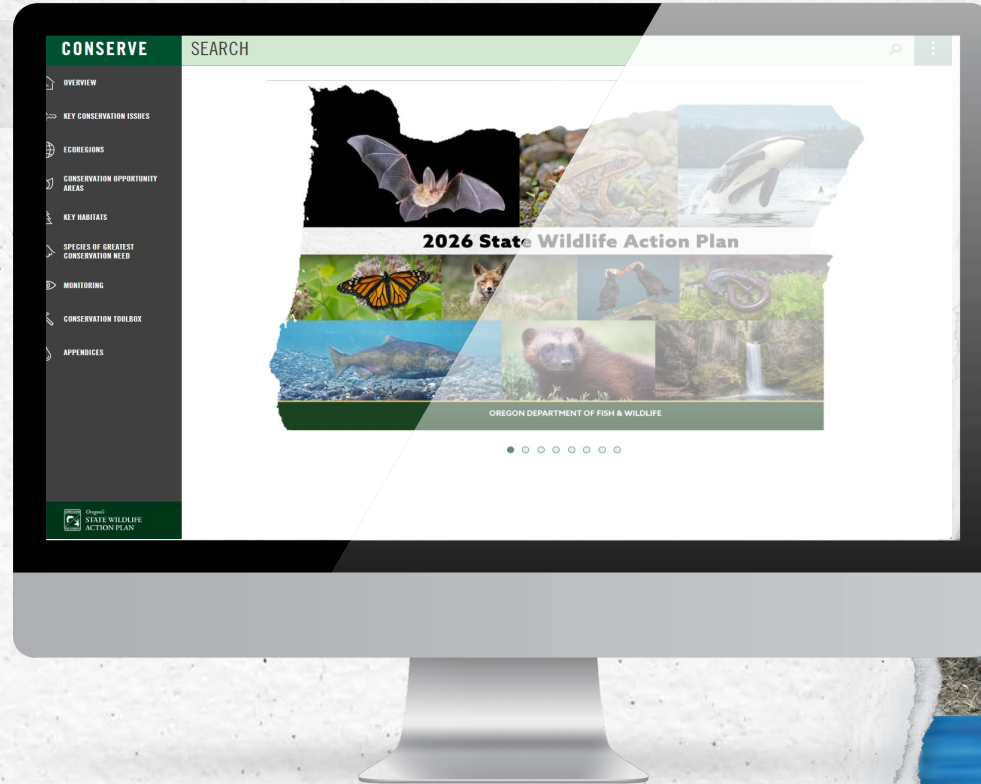 CONSERVE
SEARCH
OVERVIEW
KEY CONSERVATION ISSUES
ECOREGIONS
CONSERVATION OPPORTUNITY
AREAS
KEY HABITATS
SPECIES OF GREATEST
CONSERVATION NEED
MONITORING
CONSERVATION TOOLBOX
APPENDICES
2026 State Wildlife Action Plan
OREGON DEPARTMENT OF FISH & WILDLIFE
Oregon's
STATE WILDLIFE
ACTION PLAN